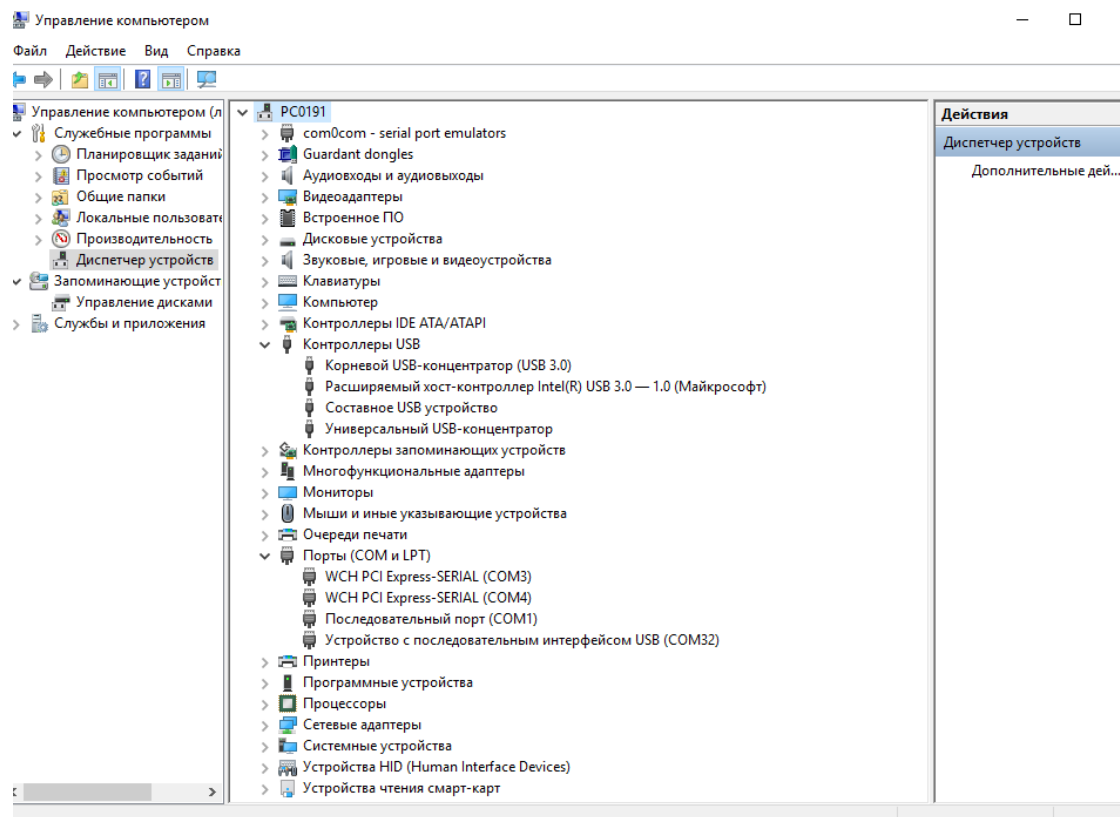 Управление компьютером
Файл Действие Вид Справка
Управление компьютером (л
Служебные программы
Планировщик заданий
Просмотр событий
Общие папки
Локальные пользовате
Производительность
Диспетчер устройств
Запоминающие устройст
Управление дисками
Службы и приложения
PC0191
com0com - serial port emulators
Guardant dongles
Аудиовходы и аудиовыходы
Видеоадаптеры
Встроенное ПО
Дисковые устройства
Звуковые, игровые и видеоустройства
Клавиатуры
Компьютер
Контроллеры IDE ATA/ATAPI
Контроллеры USB
Корневой USB-концентратор (USB 3.0)
Расширяемый хост-контроллер Intel(R) USB 3.0 — 1.0 (Майкрософт)
Составное USB устройство
Универсальный USB-концентратор
Контроллеры запоминающих устройств
Многофункциональные адаптеры
Мониторы
Мыши и иные указывающие устройства
Очереди печати
Порты (COM и LPT)
WCH PCI Express-SERIAL (COM3)
WCH PCI Express-SERIAL (COM4)
Последовательный порт (COM1)
Устройство с последовательным интерфейсом USB (COM32)
Принтеры
Программные устройства
Процессоры
Сетевые адаптеры
Системные устройства
Устройства HID (Human Interface Devices)
Устройства чтения смарт-карт
Действия
Диспетчер устройств
Дополнительные дей...